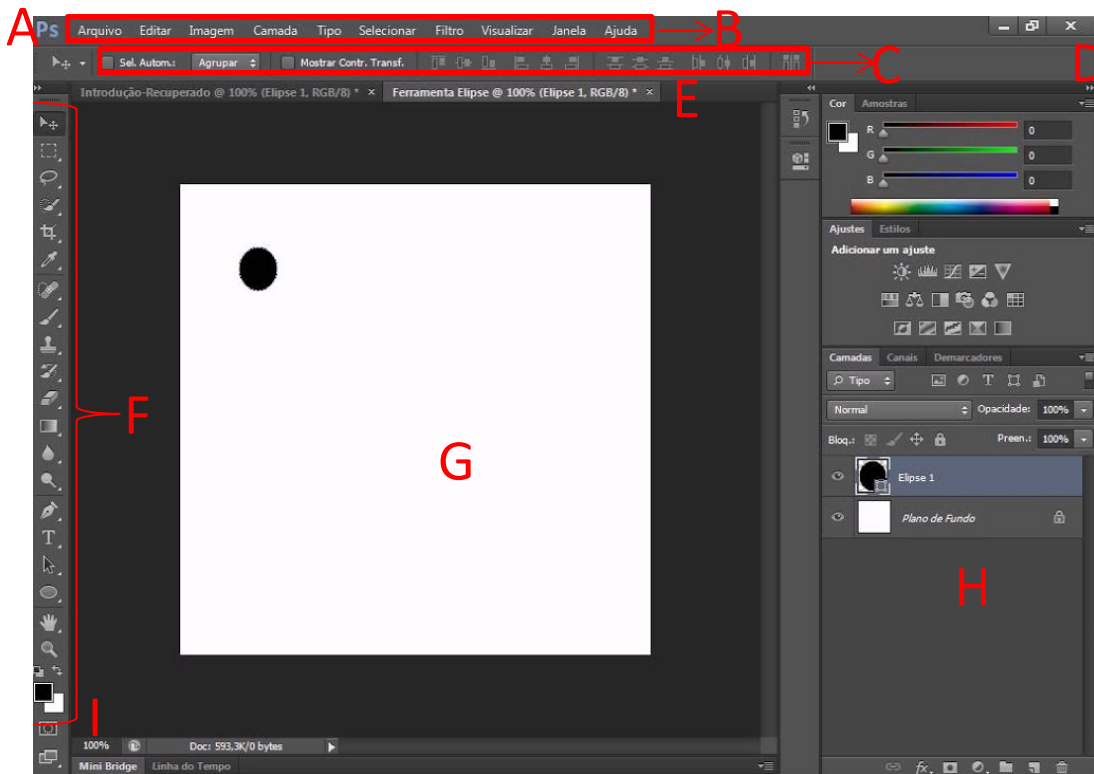 A Ps Arquivo Editar Imagem Camada Tipo Selecionar Filtro Visualizar Janela Ajuda B
Sel. Autom.: Agrupar Mostrar Contr. Transf. C D
Introdução-Recuperado @ 100% (Elipse 1, RGB/8) * × Ferramenta Elipse @ 100% (Elipse 1, RGB/8) * ×
E
Cor Amostras
R 0
G 0
B 0
Ajustes Estilos
Adicionar um ajuste
Camadas Canais Demarcadores
Tipo T
Normal Opacidade: 100%
F
Bloq.: Preen.: 100%
G
Elipse 1
Plano de Fundo
T
H
I
100% Doc: 593,3K/0 bytes
Mini Bridge Linha do Tempo
fx